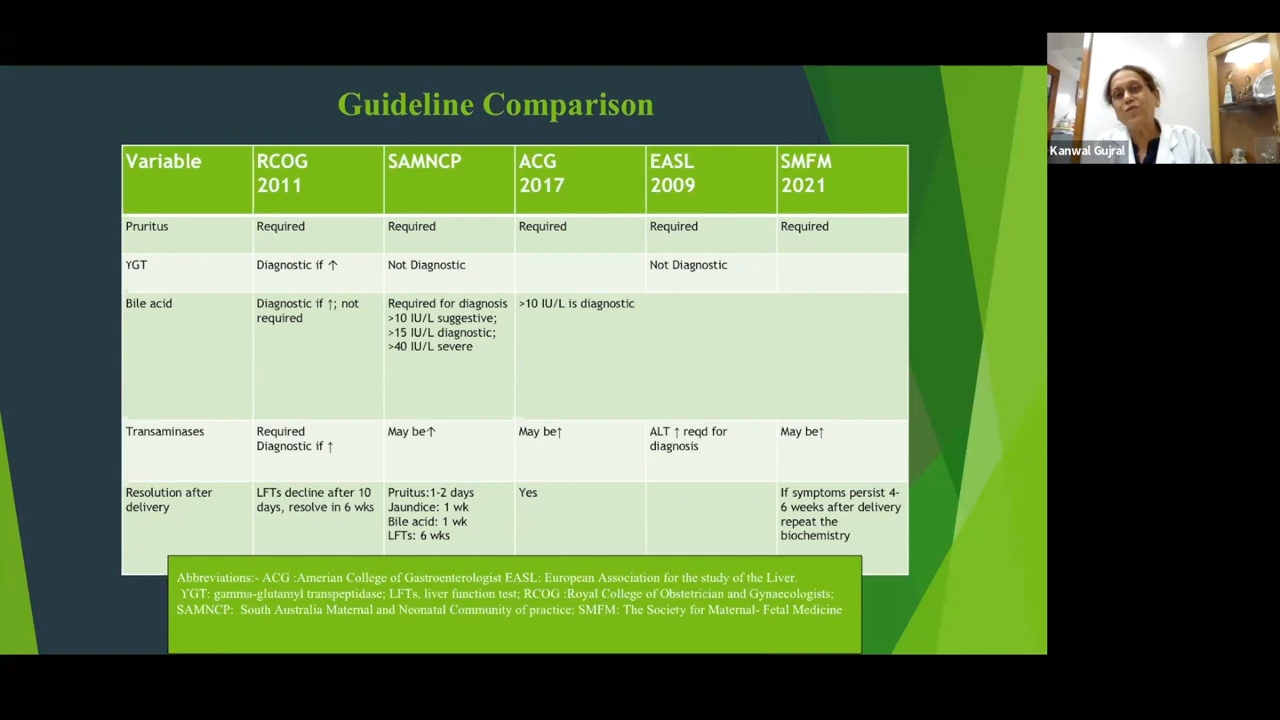 Guideline Comparison
Variable
RCOG
2011
SAMNCP
ACG
2017
EASL
2009
SMFM
2021
Pruritus
Required
Required
Required
Required
Required
ϒGT
Diagnostic if ↑
Not Diagnostic
Not Diagnostic
Bile acid
Diagnostic if ↑; not
required
Required for diagnosis
>10 IU/L suggestive;
>15 IU/L diagnostic;
>40 IU/L severe
>10 IU/L is diagnostic
Transaminases
Required
Diagnostic if ↑
May be↑
May be↑
ALT ↑ reqd for
diagnosis
May be↑
Resolution after
delivery
LFTs decline after 10
days, resolve in 6 wks
Pruitus:1-2 days
Jaundice: 1 wk
Bile acid: 1 wk
LFTs: 6 wks
Yes
If symptoms persist 4-
6 weeks after delivery
repeat the
biochemistry
Abbreviations:- ACG :Amerian College of Gastroenterologist EASL: European Association for the study of the Liver.
ϒGT: gamma-glutamyl transpeptidase; LFTs, liver function test; RCOG :Royal College of Obstetrician and Gynaecologists;
SAMNCP: South Australia Maternal and Neonatal Community of practice; SMFM: The Society for Maternal- Fetal Medicine
Kanwal Gujral